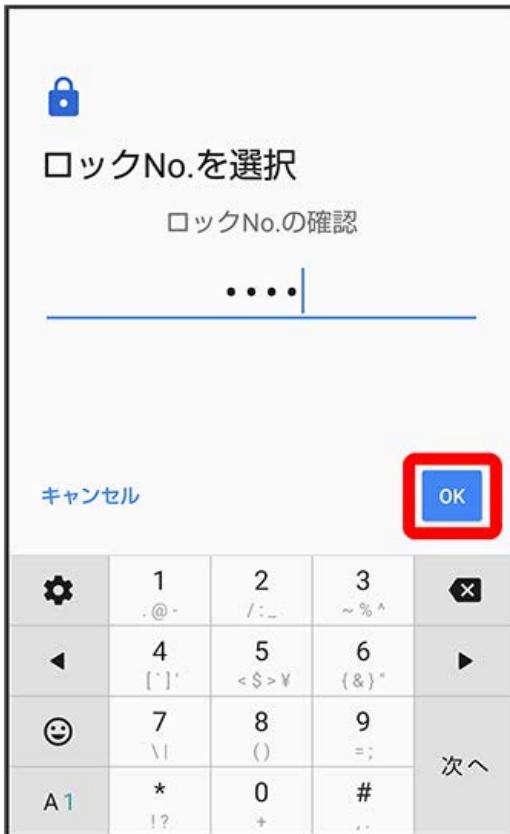 ロックNo.を選択
ロックNo.の確認
••••
キャンセル
OK
1 2 3
.@- /:_ ~%^
4 5 6
[`]' <$>¥ {&}"
7 8 9
\| () =;
次へ
A1 * 0 #
!? + ,.